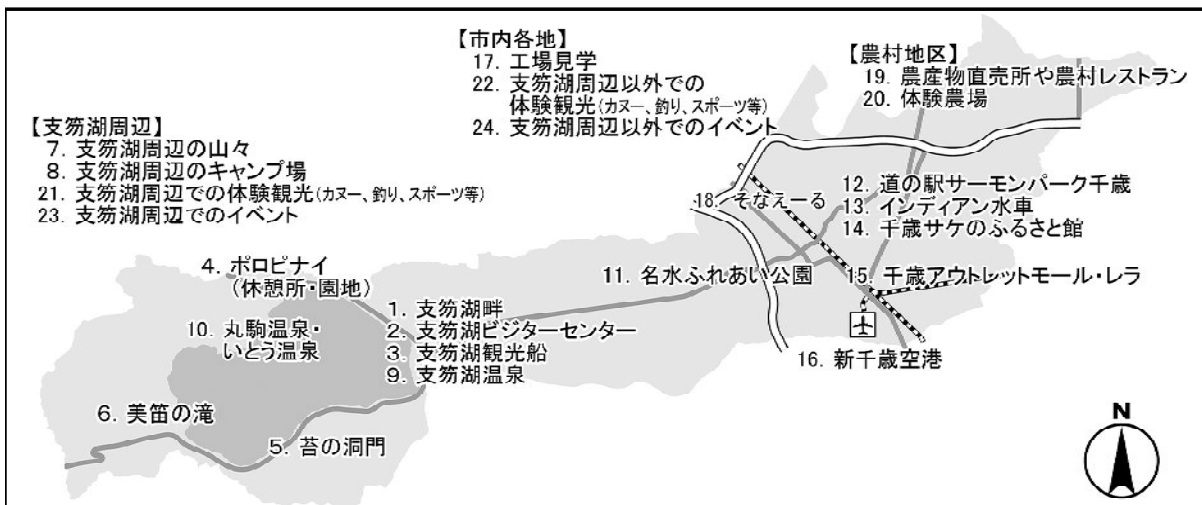 【市内各地】
17. 工場見学
22. 支笏湖周辺以外での
体験観光(カヌー、釣り、スポーツ等)
24. 支笏湖周辺以外でのイベント
【農村地区】
19. 農産物直売所や農村レストラン
20. 体験農場
【支笏湖周辺】
7. 支笏湖周辺の山々
8. 支笏湖周辺のキャンプ場
21. 支笏湖周辺での体験観光(カヌー、釣り、スポーツ等)
23. 支笏湖周辺でのイベント
18. そなえーる
12. 道の駅サーモンパーク千歳
13. インディアン水車
14. 千歳サケのふるさと館
4. ポロピナイ
(休憩所・園地)
11. 名水ふれあい公園
15. 千歳アウトレットモール・レラ
1. 支笏湖畔
2. 支笏湖ビジターセンター
3. 支笏湖観光船
9. 支笏湖温泉
10. 丸駒温泉・
いとう温泉
16. 新千歳空港
6. 美笛の滝
5. 苔の洞門
N